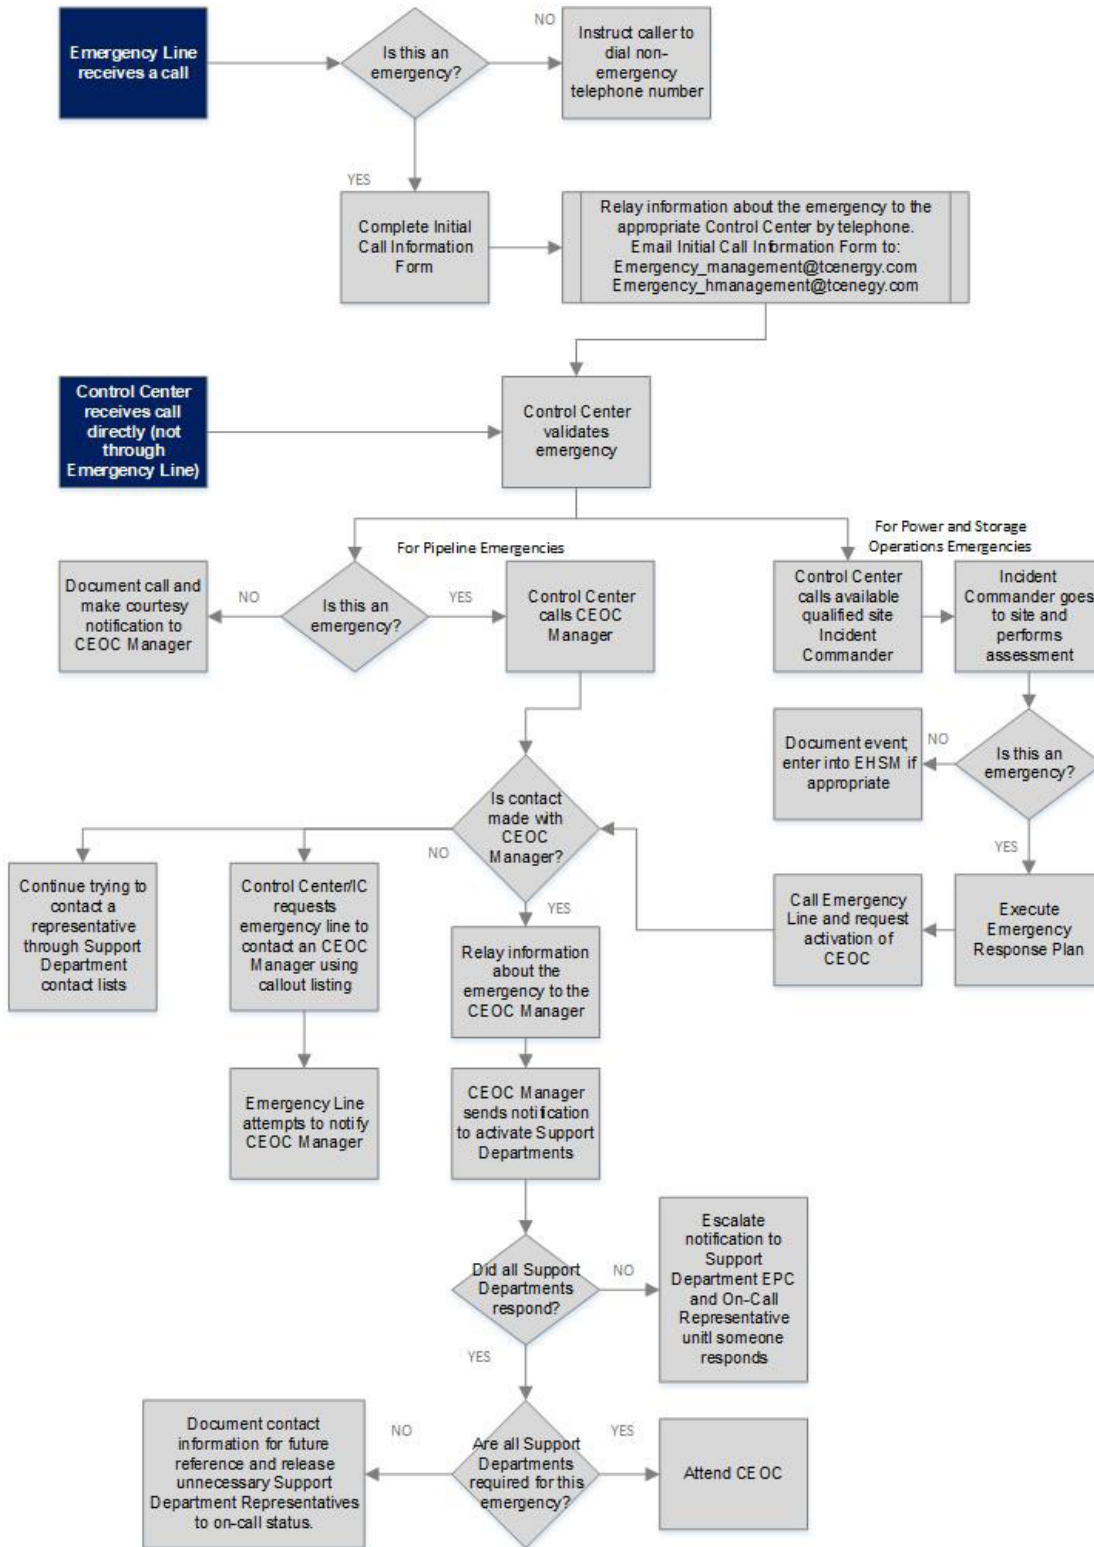 Emergency Line
receives a call
Is this an
emergency?
NO
Instruct caller to
dial non-
emergency
telephone number
YES
Complete Initial
Call Information
Form
Relay information about the emergency to the
appropriate Control Center by telephone.
Email Initial Call Information Form to:
Emergency_management@tcenergy.com
Emergency_hmanagement@tcenegy.com
Control Center
receives call
directly (not
through
Emergency Line)
Control Center
validates
emergency
For Pipeline Emergencies
For Power and Storage
Operations Emergencies
Document call and
make courtesy
notification to
CEOC Manager
NO
Is this an
emergency?
YES
Control Center
calls CEOC
Manager
Control Center
calls available
qualified site
Incident
Commander
Incident
Commander goes
to site and
performs
assessment
Document event;
enter into EHSM if
appropriate
NO
Is this an
emergency?
YES
Is contact
made with
CEOC
Manager?
NO
YES
Continue trying to
contact a
representative
through Support
Department
contact lists
Control Center/IC
requests
emergency line to
contact an CEOC
Manager using
callout listing
Call Emergency
Line and request
activation of
CEOC
Execute
Emergency
Response Plan
Relay information
about the
emergency to the
CEOC Manager
Emergency Line
attempts to notify
CEOC Manager
CEOC Manager
sends notification
to activate Support
Departments
Did all Support
Departments
respond?
NO
Escalate
notification to
Support
Department EPC
and On-Call
Representative
unitl someone
responds
YES
Document contact
information for future
reference and release
unnecessary Support
Department Representatives
to on-call status.
NO
Are all Support
Departments
required for this
emergency?
YES
Attend CEOC